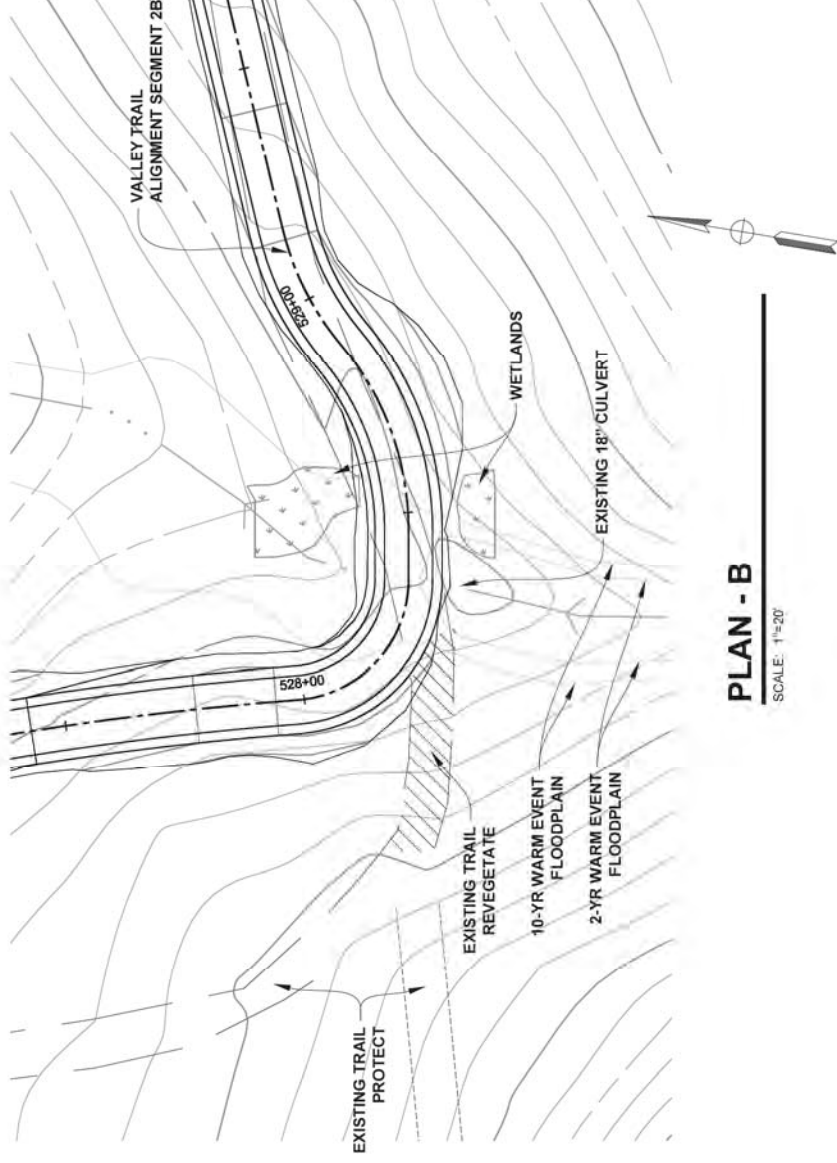 VALLEY TRAIL
ALIGNMENT SEGMENT 2B
529+00
WETLANDS
EXISTING 18" CULVERT
528+00
EXISTING TRAIL
REVEGETATE
10-YR WARM EVENT
FLOODPLAIN
2-YR WARM EVENT
FLOODPLAIN
EXISTING TRAIL
PROTECT
PLAN - B
SCALE: 1"=20'